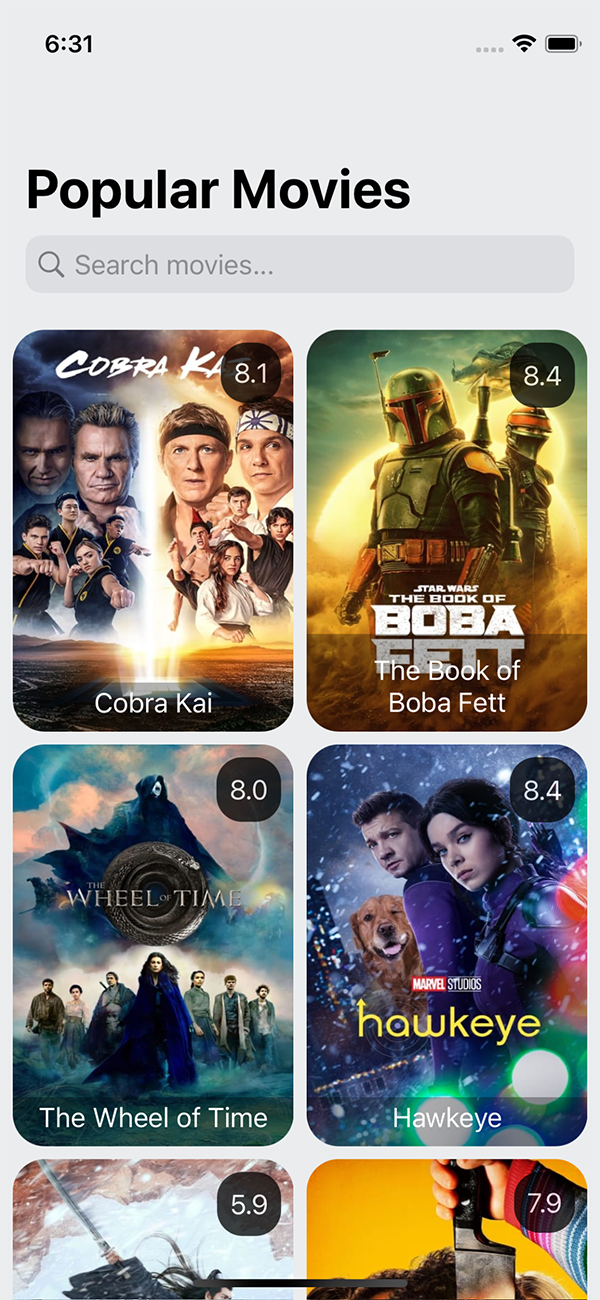 6:31
Popular Movies
Search movies...
COBRA KA
8.1
Cobra Kai
8.4
STAR WARS
THE BOOK OF
BOBA
FETT
The Book of
Boba Fett
8.0
THE
WHEEL OF TIME
The Wheel of Time
8.4
MARVEL STUDIOS
hawkeye
Hawkeye
5.9
7.9